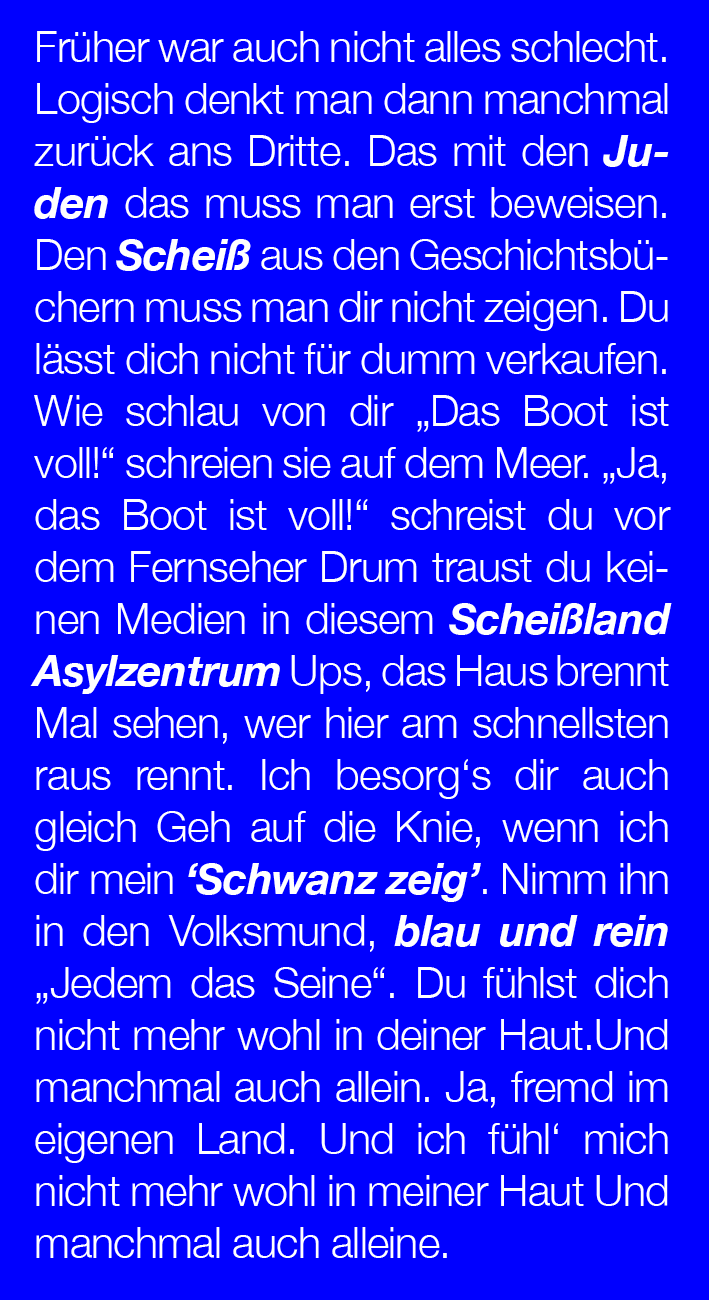 Früher war auch nicht alles schlecht.
Logisch denkt man dann manchmal
zurück ans Dritte. Das mit den Ju-
den das muss man erst beweisen.
Den Scheiß aus den Geschichtsbü-
chern muss man dir nicht zeigen. Du
lässt dich nicht für dumm verkaufen.
Wie schlau von dir „Das Boot ist
voll!“ schreien sie auf dem Meer. „Ja,
das Boot ist voll!“ schreist du vor
dem Fernseher Drum traust du kei-
nen Medien in diesem Scheißland
Asylzentrum Ups, das Haus brennt
Mal sehen, wer hier am schnellsten
raus rennt. Ich besorg‘s dir auch
gleich Geh auf die Knie, wenn ich
dir mein ‘Schwanz zeig’. Nimm ihn
in den Volksmund, blau und rein
„Jedem das Seine“. Du fühlst dich
nicht mehr wohl in deiner Haut.Und
manchmal auch allein. Ja, fremd im
eigenen Land. Und ich fühl‘ mich
nicht mehr wohl in meiner Haut Und
manchmal auch alleine.